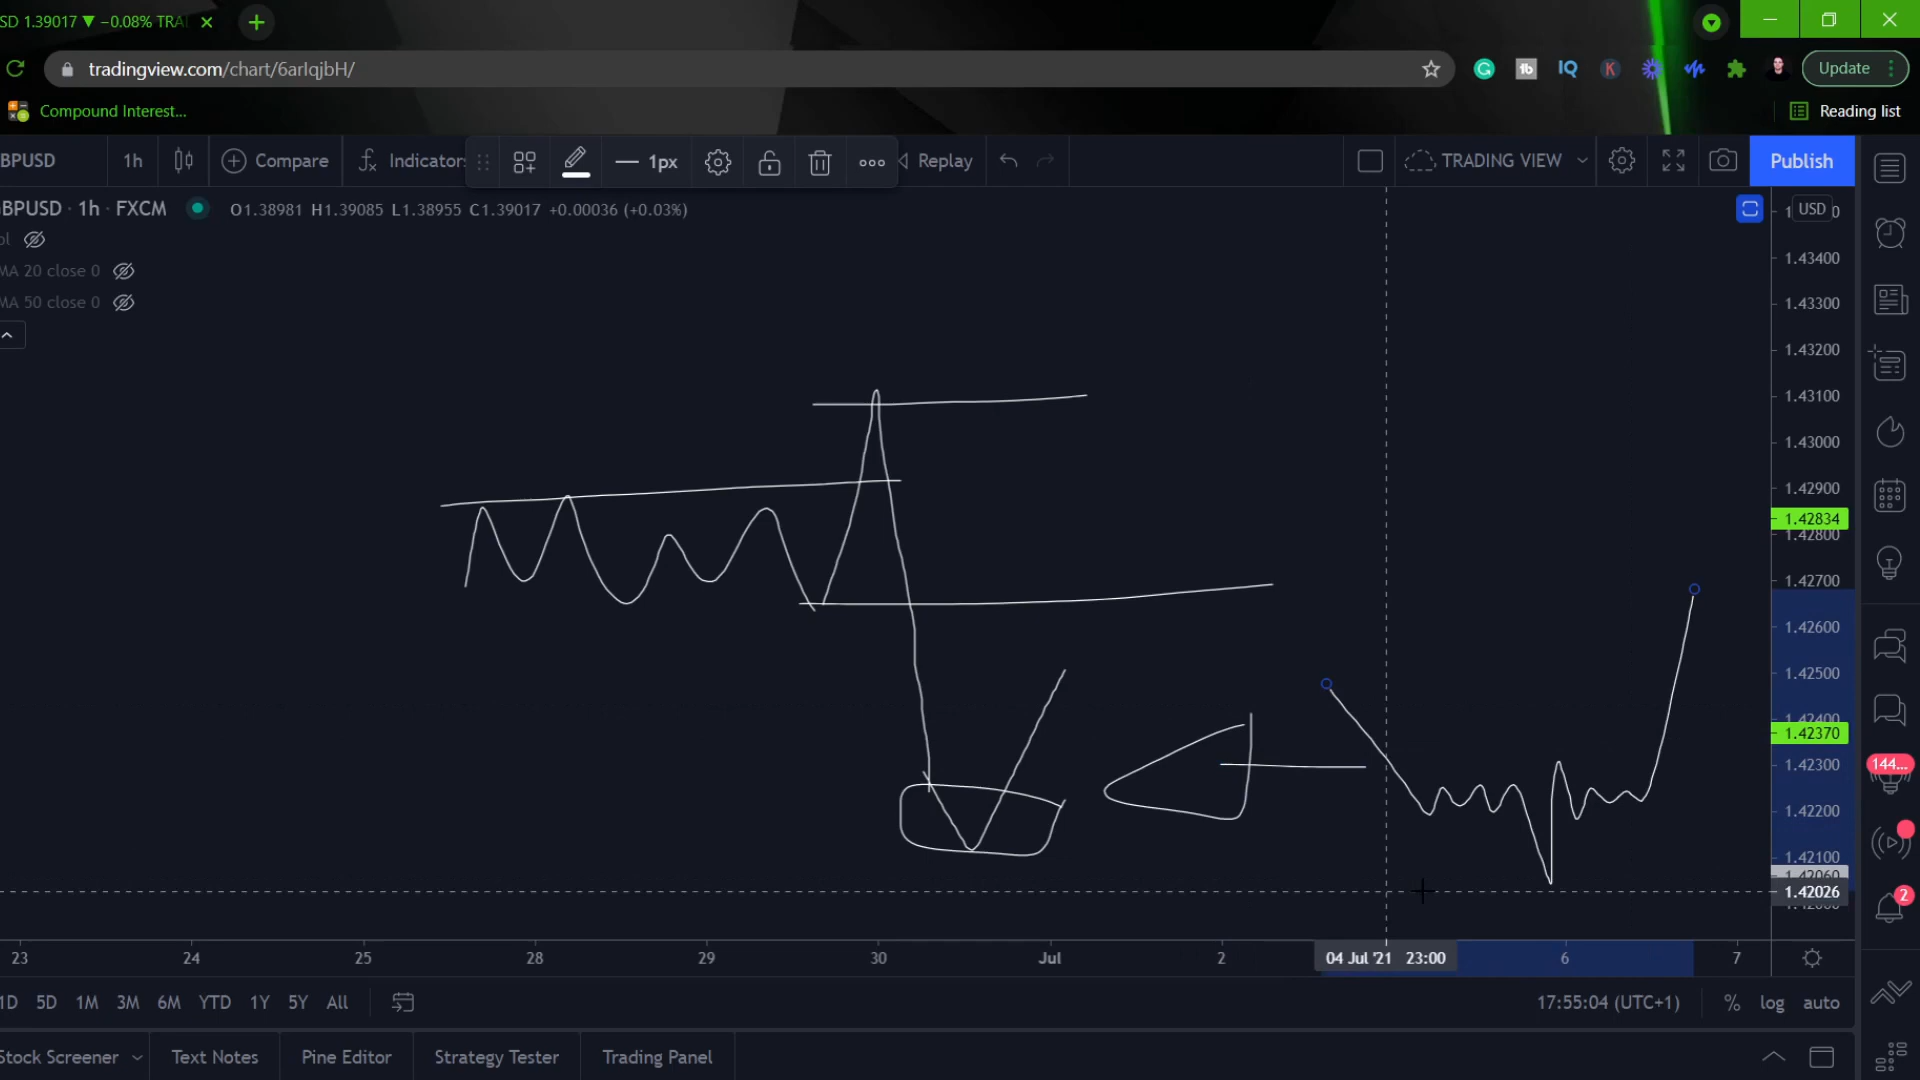 SD 1.39017 ▼ −0.08% TRA
tradingview.com/chart/6arIqjbH/
Update
Compound Interest...
Reading list
BPUSD
1h
Compare
Indicator
1px
Replay
TRADING VIEW
Publish
BPUSD · 1h · FXCM
O1.38981 H1.39085 L1.38955 C1.39017 +0.00036 (+0.03%)
ol
MA 20 close 0
MA 50 close 0
USD
1.43400
1.43300
1.43200
1.43100
1.43000
1.42900
1.42834
1.42800
1.42700
1.42600
1.42500
1.42400
1.42370
1.42300
1.42200
1.42100
1.42060
1.42026
144...
2
23
24
25
28
29
30
Jul
2
04 Jul '21 23:00
6
7
1D
5D
1M
3M
6M
YTD
1Y
5Y
All
17:55:04 (UTC+1)
%
log
auto
Stock Screener
Text Notes
Pine Editor
Strategy Tester
Trading Panel